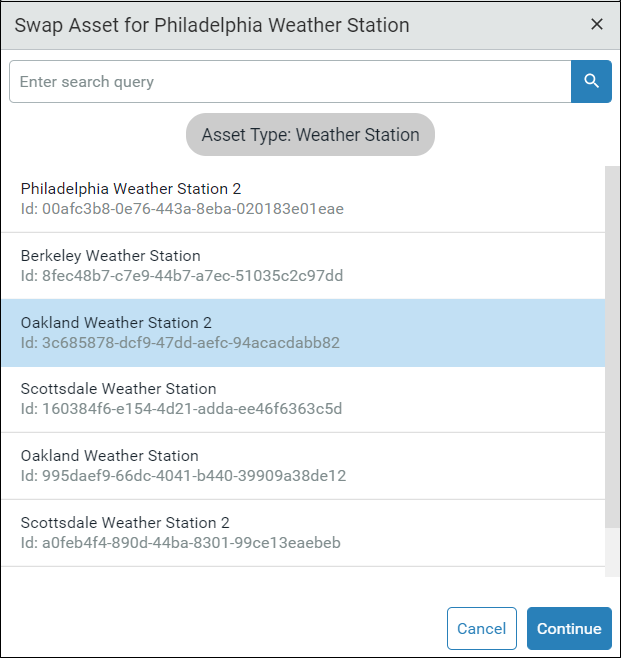 Swap Asset for Philadelphia Weather Station
Enter search query
Asset Type: Weather Station
Philadelphia Weather Station 2
Id: 00afc3b8-0e76-443a-8eba-020183e01eae
Berkeley Weather Station
Id: 8fec48b7-c7e9-44b7-a7ec-51035c2c97dd
Oakland Weather Station 2
Id: 3c685878-dcf9-47dd-aefc-94acacdabb82
Scottsdale Weather Station
Id: 160384f6-e154-4d21-adda-ee46f6363c5d
Oakland Weather Station
Id: 995daef9-66dc-4041-b440-39909a38de12
Scottsdale Weather Station 2
Id: a0feb4f4-890d-44ba-8301-99ce13eaebeb
Cancel
Continue